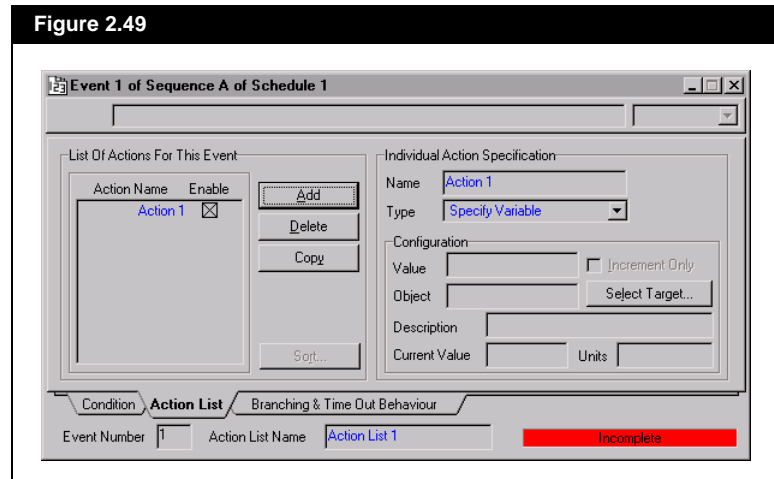 Figure 2.49
Event 1 of Sequence A of Schedule 1
List Of Actions For This Event
Action Name Enable
Action 1
Add
Delete
Copy
Sort...
Individual Action Specification
Name Action 1
Type Specify Variable
Configuration
Value Increment Only
Object Select Target...
Description
Current Value Units
Condition Action List Branching & Time Out Behaviour
Event Number 1 Action List Name Action List 1 Incomplete